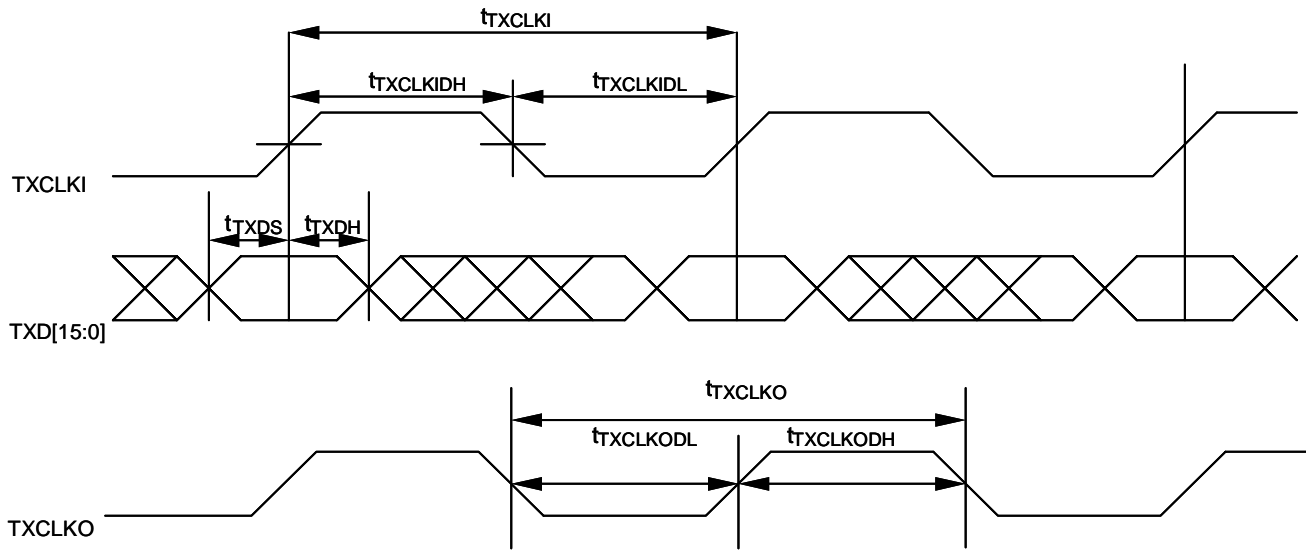 tTXCLKI
tTXCLKIDH tTXCLKIDL
TXCLKI
tTXDS tTXDH
TXD[15:0]
tTXCLKO
tTXCLKODL tTXCLKODH
TXCLKO